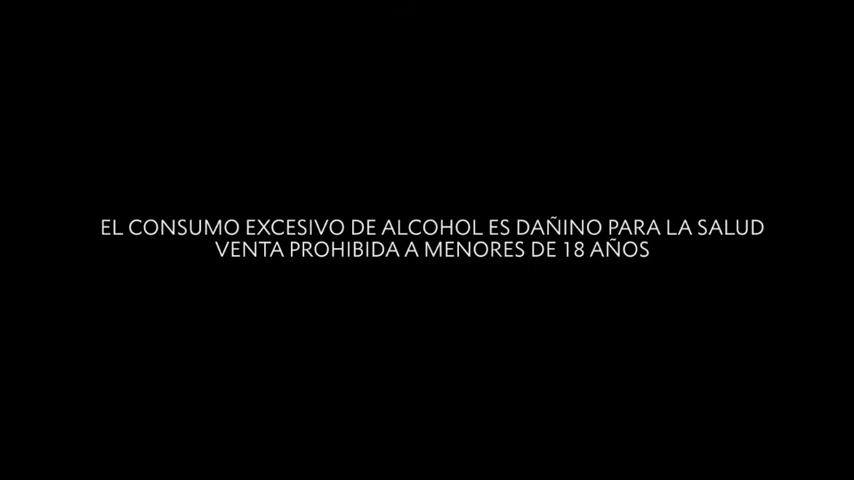 EL CONSUMO EXCESIVO DE ALCOHOL ES DAÑINO PARA LA SALUD
VENTA PROHIBIDA A MENORES DE 18 AÑOS